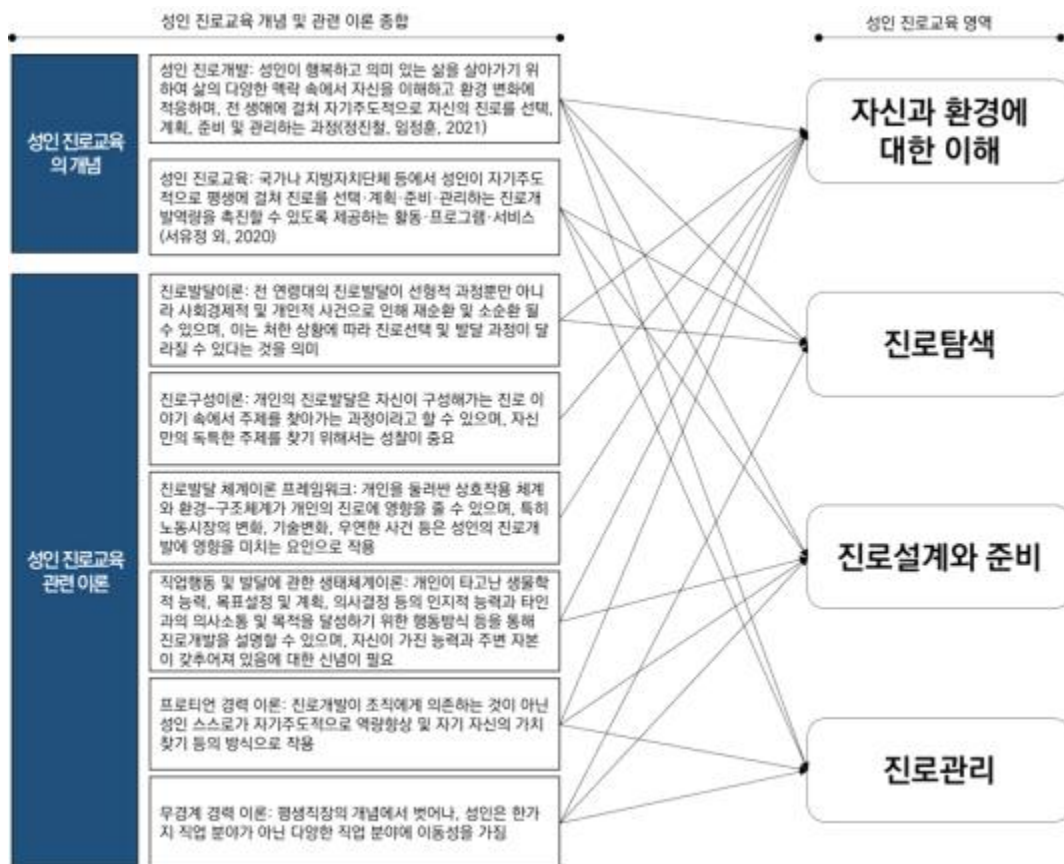 성인 진로교육 개념 및 관련 이론 종합
성인 진로교육 영역
성인 진로교육
의 개념
성인 진로개발: 성인이 행복하고 의미 있는 삶을 살아가기 위
하여 삶의 다양한 맥락 속에서 자신을 이해하고 환경 변화에
적응하며, 전 생애에 걸쳐 자기주도적으로 자신의 진로를 선택,
계획, 준비 및 관리하는 과정(정진철, 임정훈, 2021)
성인 진로교육: 국가나 지방자치단체 등에서 성인이 자기주도
적으로 평생에 걸쳐 진로를 선택·계획·준비·관리하는 진로개
발역량을 촉진할 수 있도록 제공하는 활동·프로그램·서비스
(서유정 외, 2020)
성인 진로교육
관련 이론
진로발달이론: 전 연령대의 진로발달이 선형적 과정뿐만 아니
라 사회경제적 및 개인적 사건으로 인해 재순환 및 소순환 될
수 있으며, 이는 처한 상황에 따라 진로선택 및 발달 과정이 달
라질 수 있다는 것을 의미
진로구성이론: 개인의 진로발달은 자신이 구성해가는 진로 이
야기 속에서 주제를 찾아가는 과정이라고 할 수 있으며, 자신
만의 독특한 주제를 찾기 위해서는 성찰이 중요
진로발달 체계이론 프레임워크: 개인을 둘러싼 상호작용 체계
와 환경-구조체계가 개인의 진로에 영향을 줄 수 있으며, 특히
노동시장의 변화, 기술변화, 우연한 사건 등은 성인의 진로개
발에 영향을 미치는 요인으로 작용
직업행동 및 발달에 관한 생태체계이론: 개인이 타고난 생물학
적 능력, 목표설정 및 계획, 의사결정 등의 인지적 능력과 타인
과의 의사소통 및 목적을 달성하기 위한 행동방식 등을 통해
진로개발을 설명할 수 있으며, 자신이 가진 능력과 주변 자본
이 갖추어져 있음에 대한 신념이 필요
프로티언 경력 이론: 진로개발이 조직에게 의존하는 것이 아닌
성인 스스로가 자기주도적으로 역량향상 및 자기 자신의 가치
찾기 등의 방식으로 작용
무경계 경력 이론: 평생직장의 개념에서 벗어나, 성인은 한가
지 직업 분야가 아닌 다양한 직업 분야에 이동성을 가짐
자신과 환경에
대한 이해
진로탐색
진로설계와 준비
진로관리